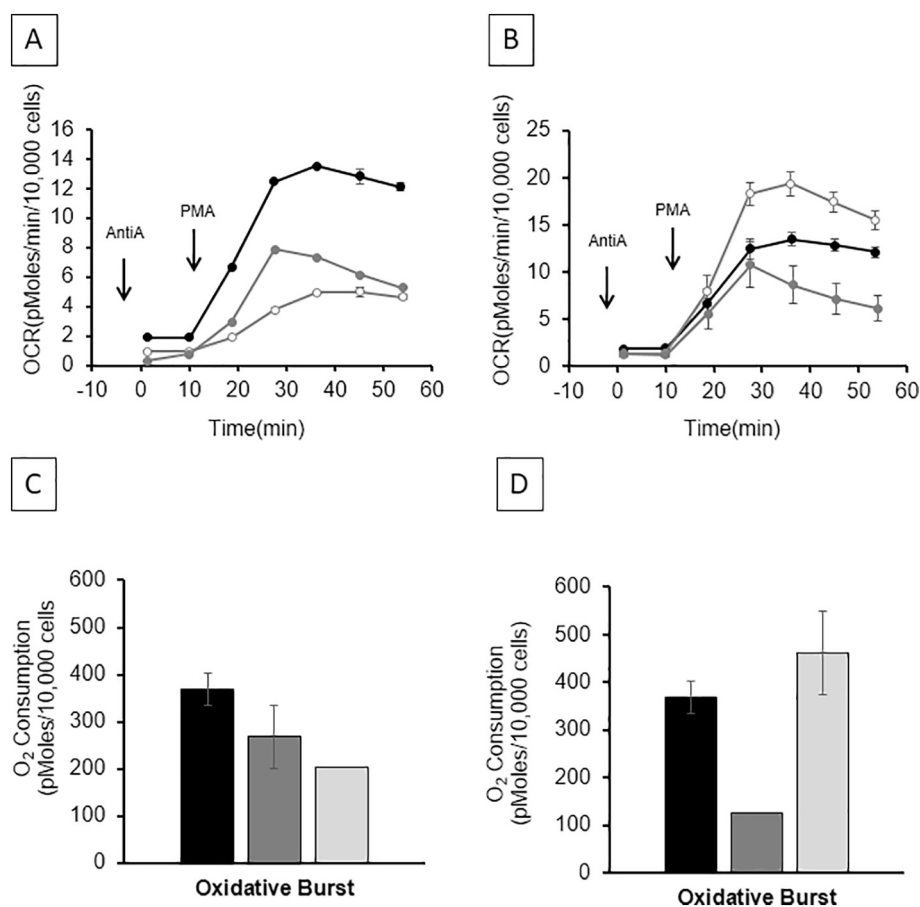 A
OCR(pMoles/min/10,000 cells)
16
14
12
10
8
6
4
2
0
AntiA
PMA
-10 0 10 20 30 40 50 60
Time(min)
B
OCR(pMoles/min/10,000 cells)
25
20
15
10
5
0
AntiA
PMA
-10 0 10 20 30 40 50 60
Time(min)
C
O2 Consumption
(pMoles/10,000 cells
600
500
400
300
200
100
0
Oxidative Burst
D
O2 Consumption
(pMoles/10,000 cells)
600
500
400
300
200
100
0
Oxidative Burst